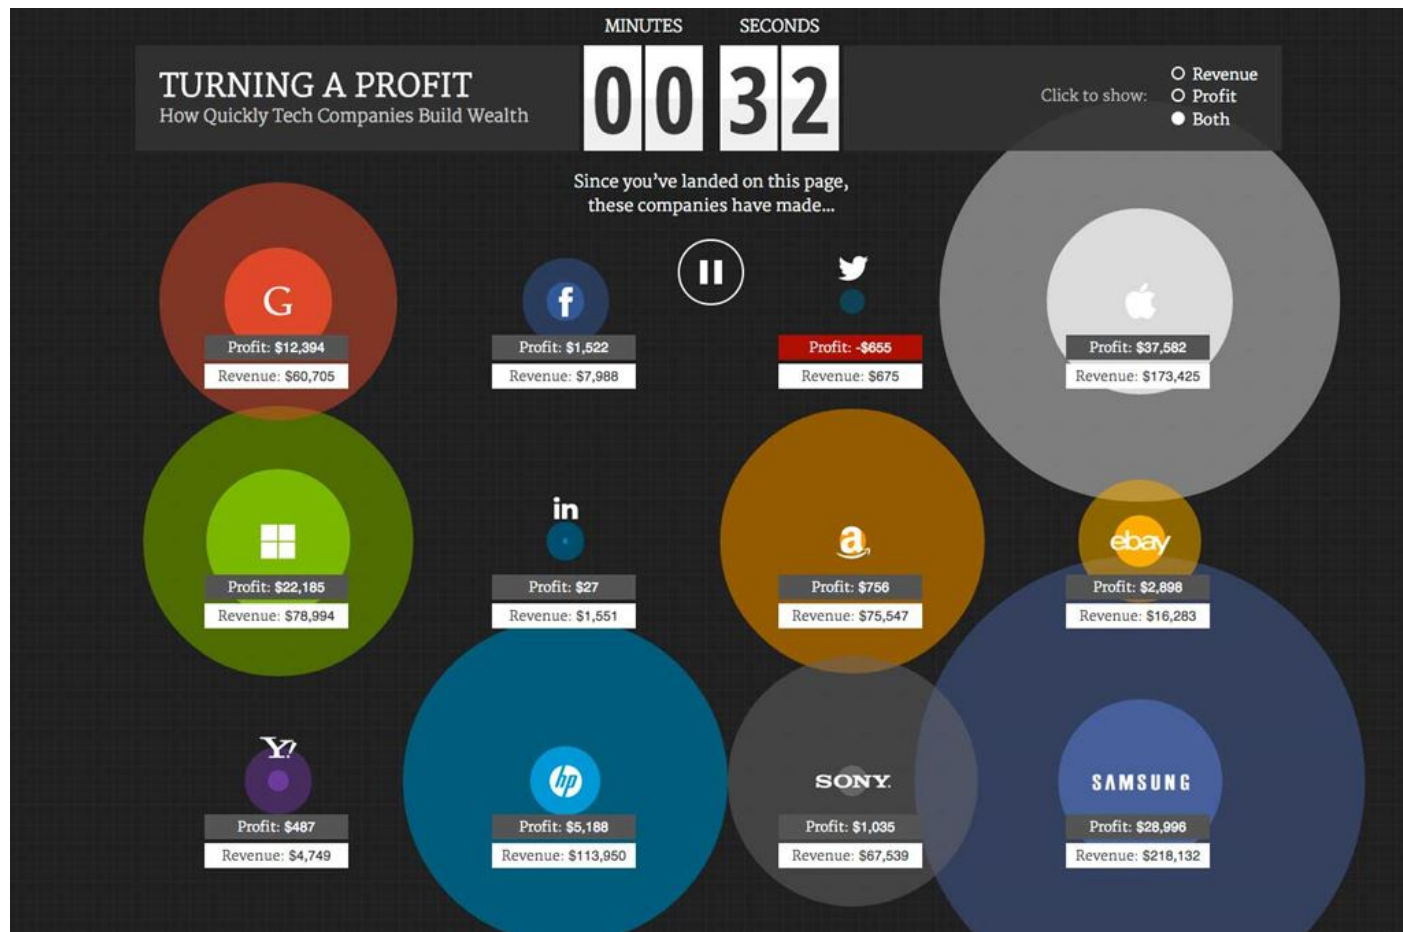 MINUTES SECONDS
TURNING A PROFIT
How Quickly Tech Companies Build Wealth
00 32
Click to show:
Revenue
Profit
Both
Since you've landed on this page,
these companies have made...
G
Profit: $12,394
Revenue: $60,705
f
Profit: $1,522
Revenue: $7,988
Profit: -$655
Revenue: $675
Profit: $37,582
Revenue: $173,425
Profit: $22,185
Revenue: $78,994
in
Profit: $27
Revenue: $1,551
a
Profit: $756
Revenue: $75,547
ebay
Profit: $2,898
Revenue: $16,283
Y!
Profit: $487
Revenue: $4,749
hp
Profit: $5,188
Revenue: $113,950
SONY
Profit: $1,035
Revenue: $67,539
SAMSUNG
Profit: $28,996
Revenue: $218,132